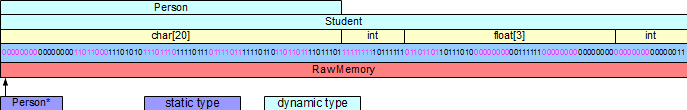 Person
Student
char[20] int float[3] int
RawMemory
Person* static type dynamic type